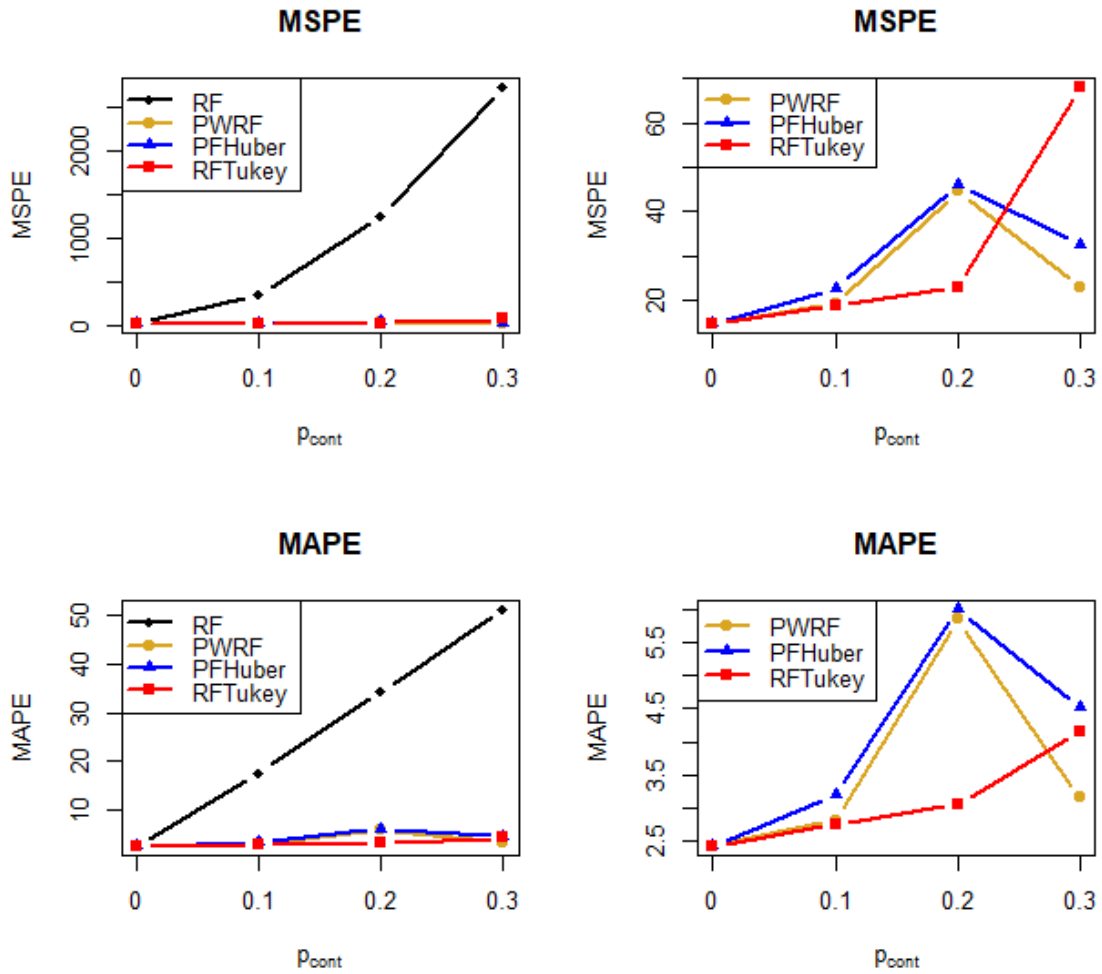 MSPE
MSPE
RF
PWRF
PFHuber
RFTukey
0
1000
2000
MSPE
0
0.1
0.2
0.3
pcont
PWRF
PFHuber
RFTukey
20
40
60
MSPE
0
0.1
0.2
0.3
pcont
MAPE
MAPE
RF
PWRF
PFHuber
RFTukey
10
20
30
40
50
MAPE
0
0.1
0.2
0.3
pcont
PWRF
PFHuber
RFTukey
2.5
3.5
4.5
5.5
MAPE
0
0.1
0.2
0.3
pcont